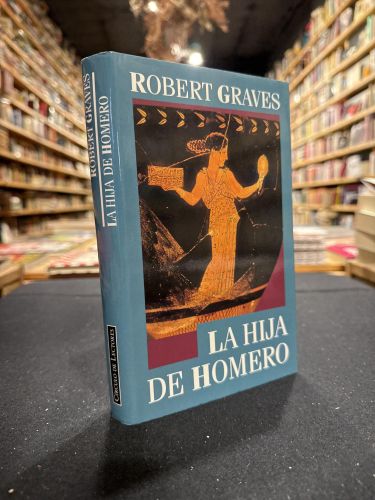 ROBERT GRAVES
LA HIJA
DE HOMERO
ROBERT GRAVES
LA HIJA DE HOMERO
CÍRCULO DE LECTORES